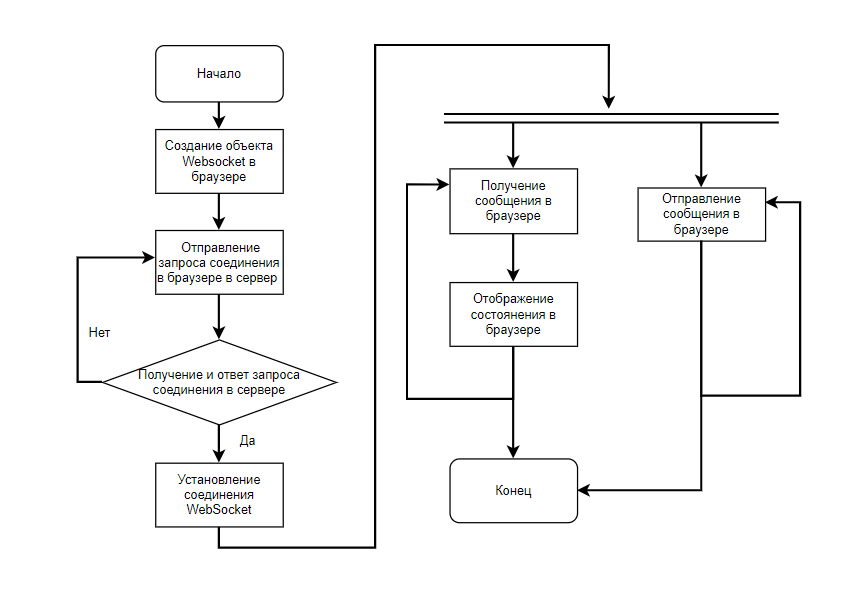 Начало
Создание объекта
Websocket в
браузере
Отправление
запроса соединения
в браузере в сервер
Нет
Получение и ответ запроса
соединения в сервере
Да
Установление
соединения
WebSocket
Получение
сообщения в
браузере
Отображение
состоянения в
браузере
Отправление
сообщения в
браузере
Конец